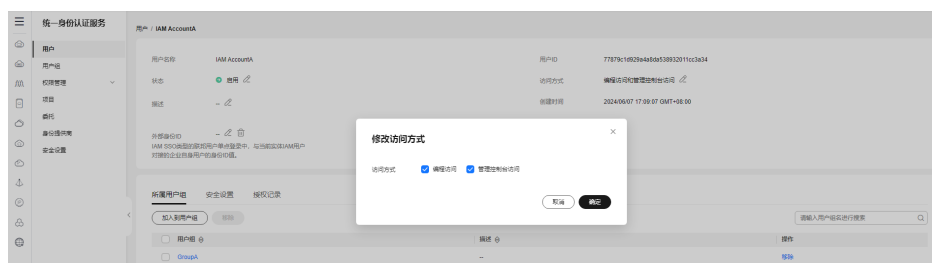 统一身份认证服务
用户 / IAM AccountA
用户
用户组
权限管理
项目
委托
身份提供商
安全设置
用户名称 IAM AccountA
用户ID 77879c1d929a4a8da538932011cc3a34
状态 启用
访问方式 编程访问和管理控制台访问
描述 --
创建时间 2024/06/07 17:09:07 GMT+08:00
外部身份ID --
IAM SSO类型的联邦用户单点登录中，与当前实体IAM用户
对接的企业自身用户的身份ID值。
修改访问方式
访问方式 编程访问 管理控制台访问
取消 确定
所属用户组 安全设置 授权记录
加入到用户组 移除
请输入用户组名进行搜索
用户组 描述 操作
GroupA -- 移除